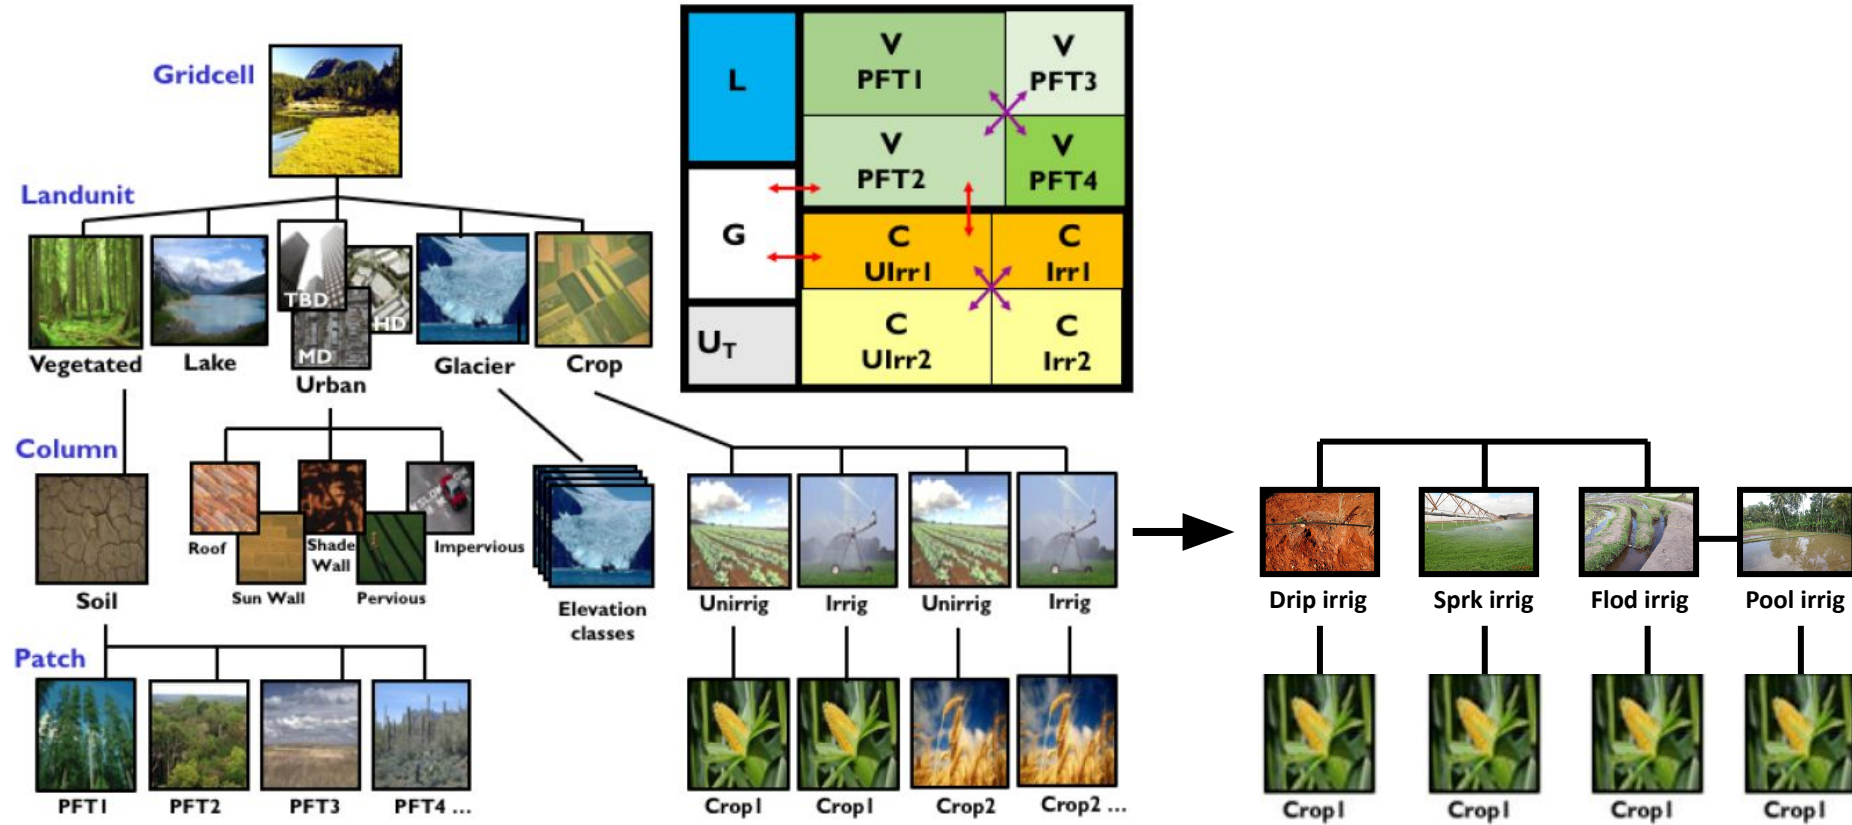 Gridcell
Landunit
TBD
HD
MD
Vegetated
Lake
Urban
Glacier
Crop
L
G
UT
V
PFT1
V
PFT3
V
PFT2
V
PFT4
C
UIrr1
C
Irr1
C
UIrr2
C
Irr2
Column
Soil
Roof
Sun Wall
Shade
Wall
Pervious
Impervious
Elevation
classes
Unirrig
Irrig
Unirrig
Irrig
Drip irrig
Sprk irrig
Flod irrig
Pool irrig
Patch
PFT1
PFT2
PFT3
PFT4 ...
Crop1
Crop1
Crop2
Crop2 ...
Crop1
Crop1
Crop1
Crop1